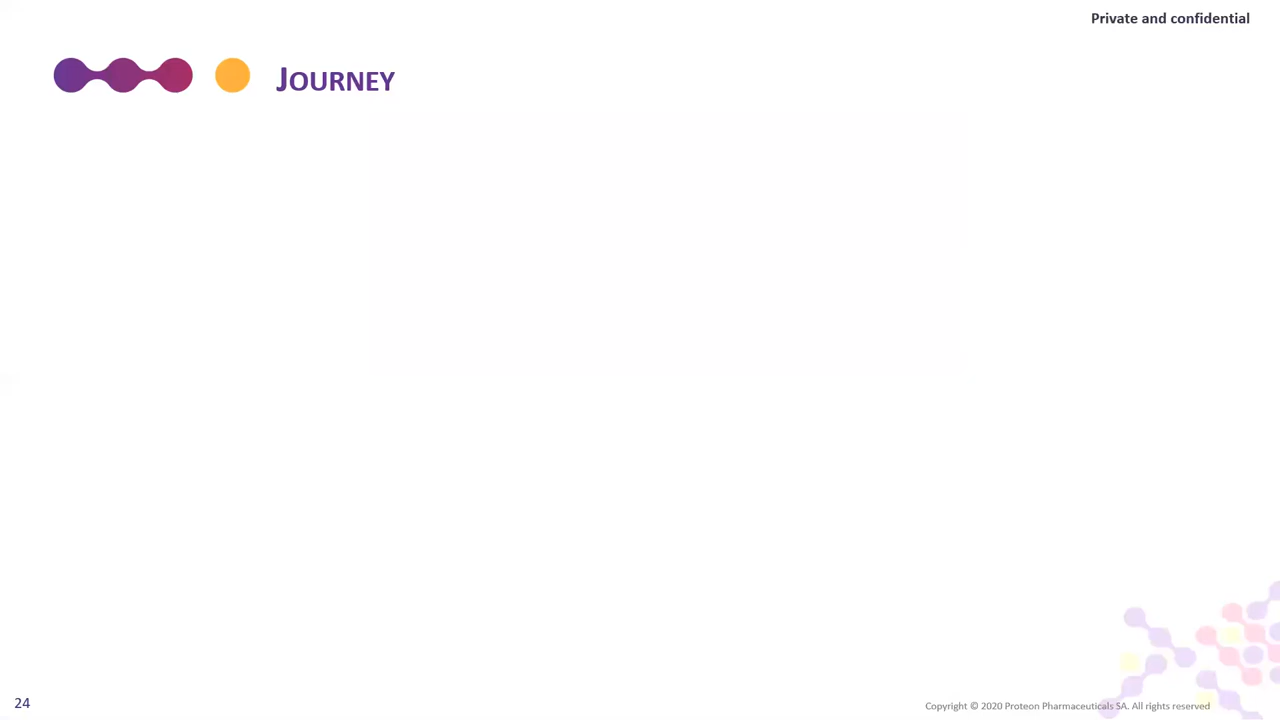 Private and confidential
JOURNEY
24
Copyright © 2020 Proteon Pharmaceuticals SA. All rights reserved